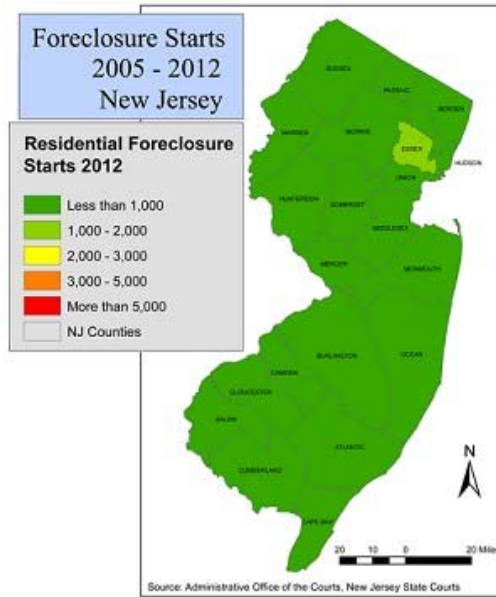 Foreclosure Starts
2005 - 2012
New Jersey
Residential Foreclosure
Starts 2012
Less than 1,000
1,000 - 2,000
2,000 - 3,000
3,000 - 5,000
More than 5,000
NJ Counties
SUSSEX
PASSAIC
BERGEN
WARREN
MORRIS
ESSEX
HUDSON
UNION
HUNTERDON
SOMERSET
MIDDLESEX
MERCER
MONMOUTH
BURLINGTON
OCEAN
CAMDEN
GLOUCESTER
SALEM
ATLANTIC
CUMBERLAND
CAPE MAY
N
20 10 0 20 Miles
Source: Administrative Office of the Courts, New Jersey State Courts